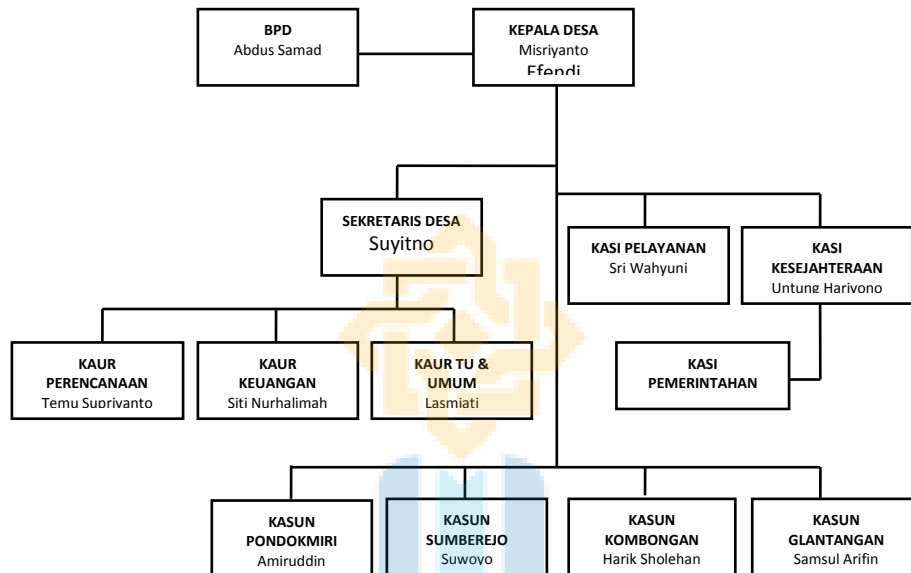 BPD
Abdus Samad
KEPALA DESA
Misriyanto
Efendi
SEKRETARIS DESA
Suyitno
KASI PELAYANAN
Sri Wahyuni
KASI
KESEJAHTERAAN
Untung Hariyono
KAUR
PERENCANAAN
Temu Supriyanto
KAUR
KEUANGAN
Siti Nurhalimah
KAUR TU &
UMUM
Lasmiati
KASI
PEMERINTAHAN
KASUN
PONDOKMIRI
Amiruddin
KASUN
SUMBEREJO
Suwoyo
KASUN
KOMBONGAN
Harik Sholehan
KASUN
GLANTANGAN
Samsul Arifin